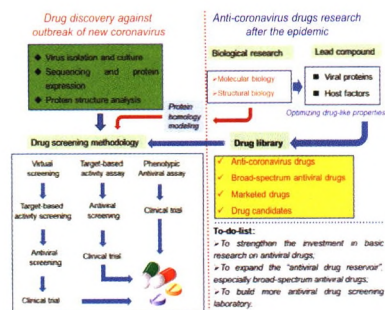 Drug discovery against
outbreak of new coronavirus
◆ Virus isolation and culture
◆ Sequencing and protein
expression
◆ Protein structure analysis
Protein
homology
modeling
Drug screening methodology
Virtual
screening
Target-based
activity screening
Antiviral
screening
Clinical trial
Target-based
activity assay
Antiviral
screening
Clinical trial
Phenotypic
Antiviral assay
Clinical trial
Anti-coronavirus drugs research
after the epidemic
Biological research
➢Molecular biology
➢Structural biology
Lead compound
■ Viral proteins
■ Host factors
Optimizing drug-like properties
Drug library
✓ Anti-coronavirus drugs
✓ Broad-spectrum antiviral drugs
✓ Marketed drugs
✓ Drug candidates
To-do-list:
➢To strengthen the investment in basic
research on antiviral drugs;
➢To expand the "antiviral drug reservoir",
especially broad-spectrum antiviral drugs;
➢To build more antiviral drug screening
laboratory.